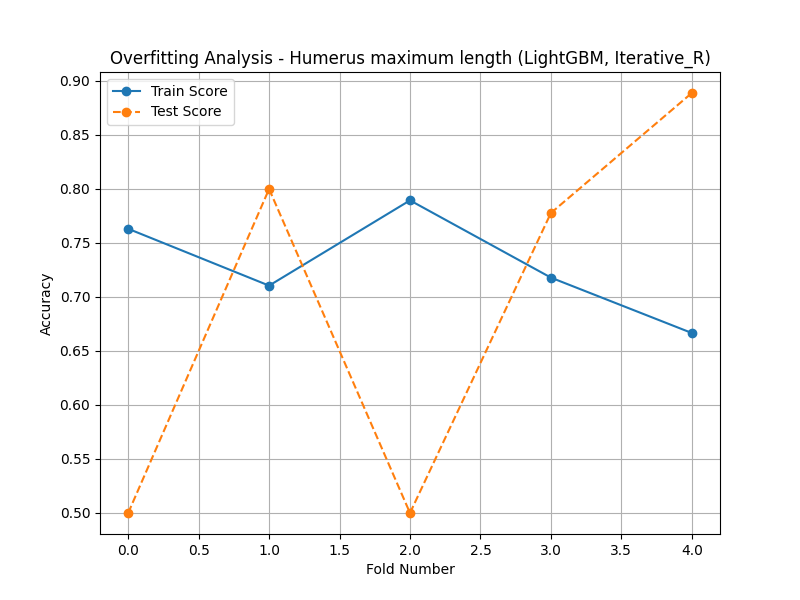 Overfitting Analysis - Humerus maximum length (LightGBM, Iterative_R)
Train Score
Test Score
0.90
0.85
0.80
0.75
0.70
0.65
0.60
0.55
0.50
Accuracy
0.0 0.5 1.0 1.5 2.0 2.5 3.0 3.5 4.0
Fold Number